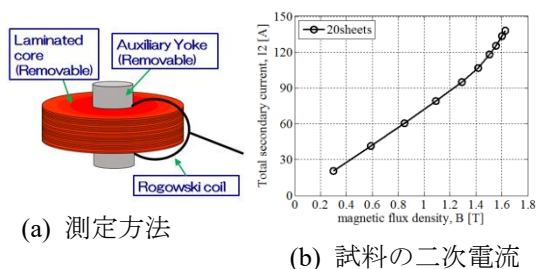 Laminated
core
(Removable)
Auxiliary Yoke
(Removable)
Rogowski coil
(a) 測定方法
Total secondary current, I2 [A]
150
120
90
60
30
0
20sheets
0 0.2 0.4 0.6 0.8 1 1.2 1.4 1.6 1.8
magnetic flux density, B [T]
(b) 試料の二次電流